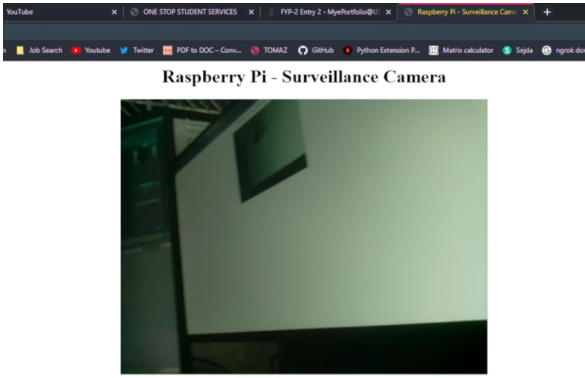 YouTube ONE STOP STUDENT SERVICES FYP-2 Entry 2 – MyePortfolio@U Raspberry Pi - Surveillance Came
Job Search Youtube Twitter PDF to DOC – Conv... TOMAZ GitHub Python Extension P... Matrix calculator Sejda ngrok do
Raspberry Pi - Surveillance Camera